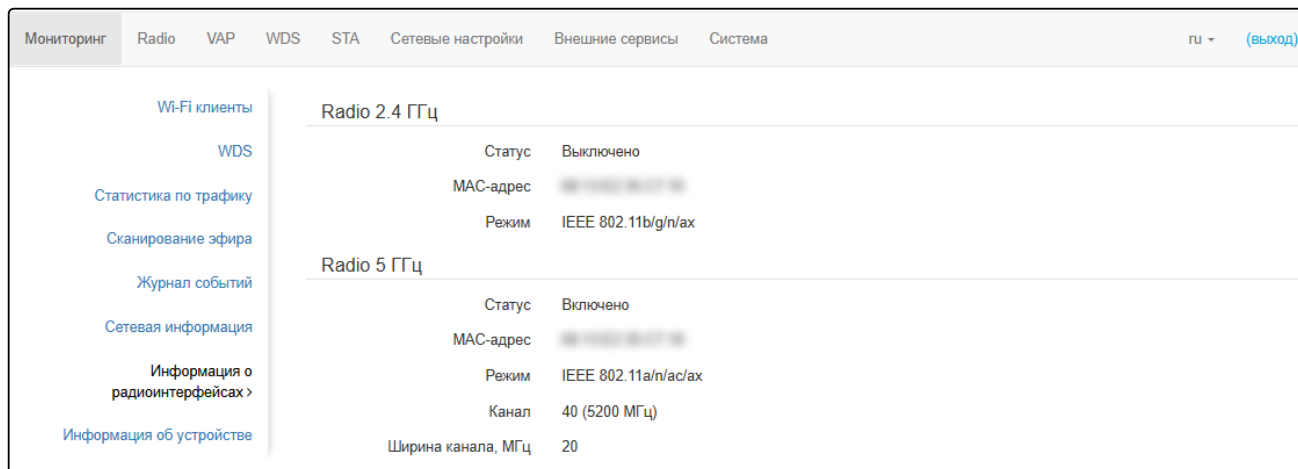 Мониторинг Radio VAP WDS STA Сетевые настройки Внешние сервисы Система ru (выход)
Wi-Fi клиенты
WDS
Статистика по трафику
Сканирование эфира
Журнал событий
Сетевая информация
Информация о
радиоинтерфейсах >
Информация об устройстве
Radio 2.4 ГГц
Статус Выключено
MAC-адрес
Режим IEEE 802.11b/g/n/ax
Radio 5 ГГц
Статус Включено
MAC-адрес
Режим IEEE 802.11a/n/ac/ax
Канал 40 (5200 МГц)
Ширина канала, МГц 20